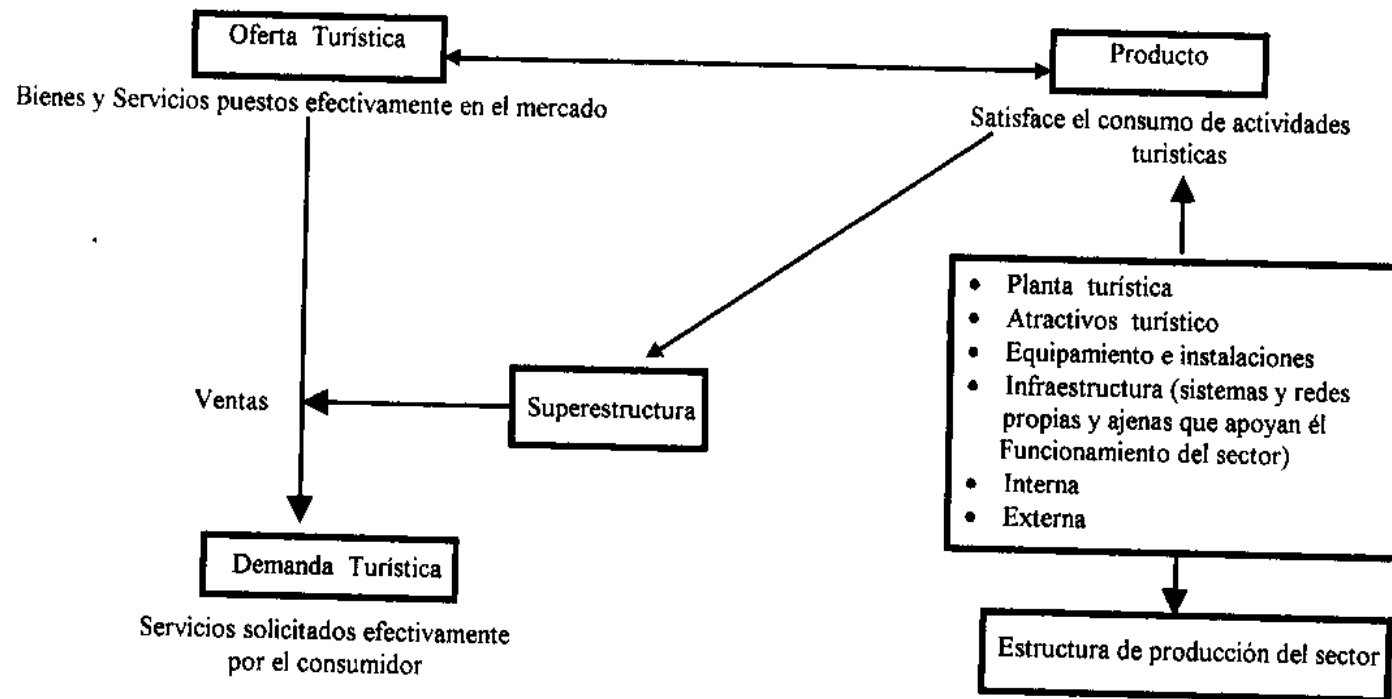 Oferta Turística
Producto
Bienes y Servicios puestos efectivamente en el mercado
Satisface el consumo de actividades
turisticas
• Planta turística
• Atractivos turístico
• Equipamiento e instalaciones
• Infraestructura (sistemas y redes
propias y ajenas que apoyan él
Funcionamiento del sector)
• Interna
• Externa
Ventas
Superestructura
Demanda Turística
Servicios solicitados efectivamente
por el consumidor
Estructura de producción del sector